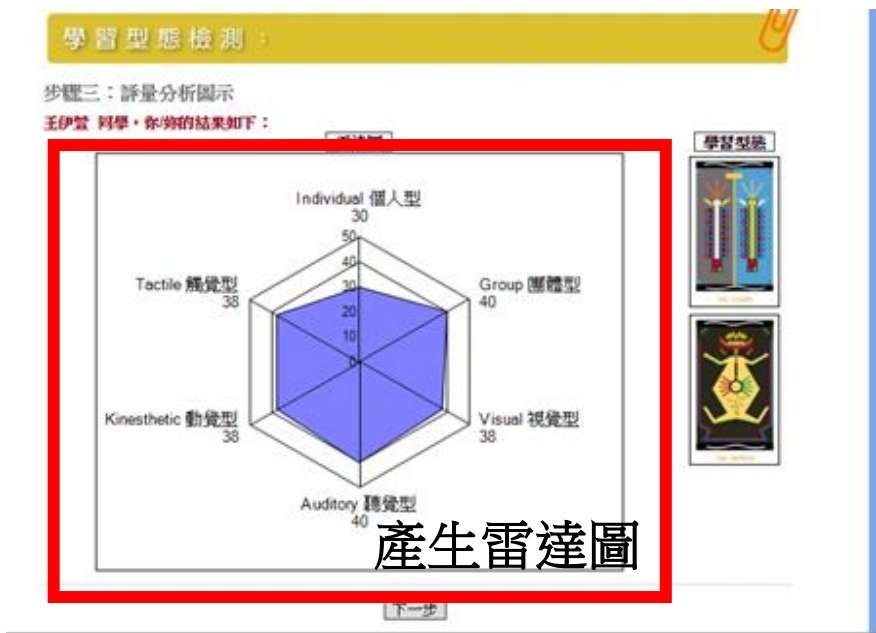 學習型態檢測：
步驟三：評量分析圖示
王伊萱 同學，你/妳的結果如下：
學習型態
Individual 個人型
30
50
40
30
20
10
0
Tactile 觸覺型
38
Group 團體型
40
Kinesthetic 動覺型
38
Visual 視覺型
38
Auditory 聽覺型
40
產生雷達圖
下一步